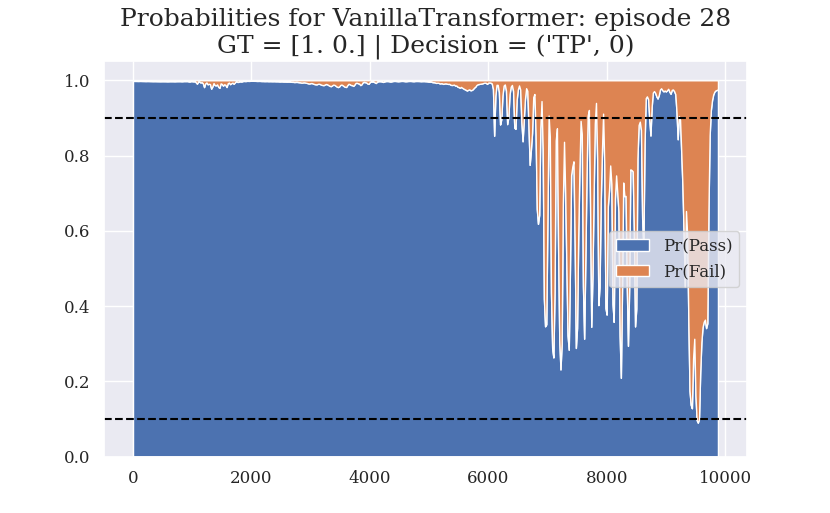 Probabilities for VanillaTransformer: episode 28
GT = [1. 0.] | Decision = ('TP', 0)
1.0
0.8
0.6
0.4
0.2
0.0
Pr(Pass)
Pr(Fail)
0 2000 4000 6000 8000 10000